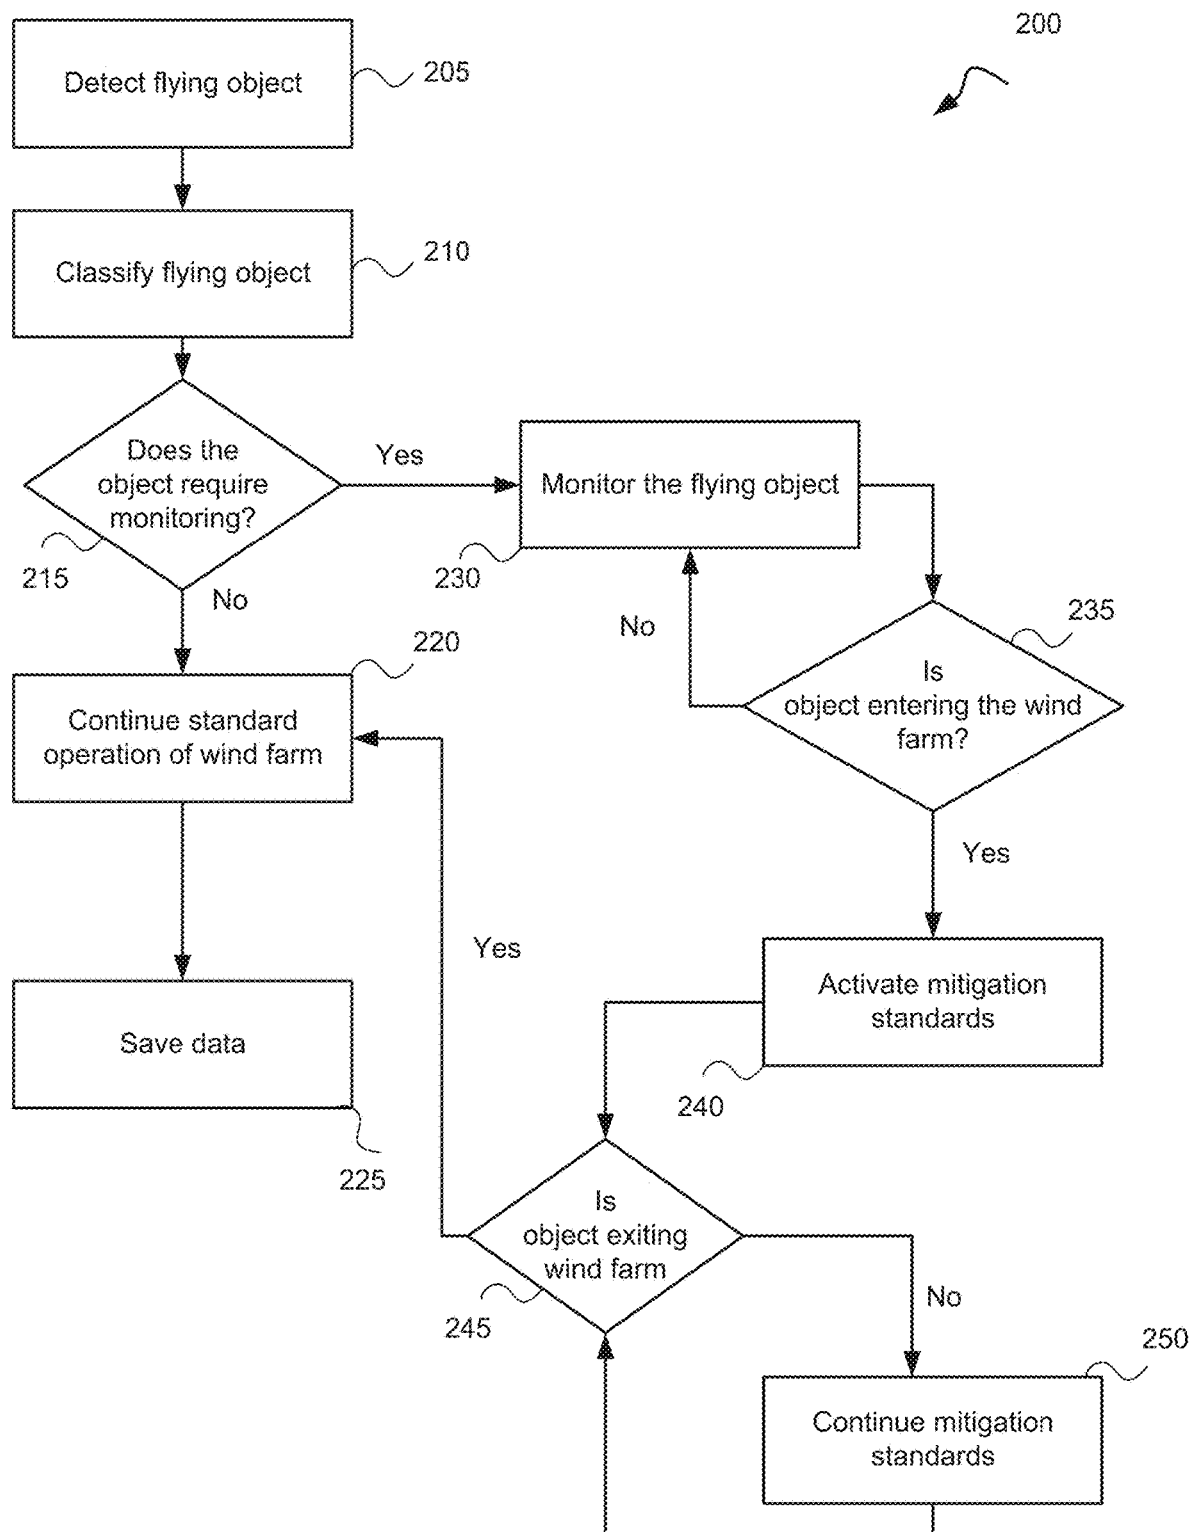 200
Detect flying object
205
Classify flying object
210
Does the
object require
monitoring?
215
Yes
No
Monitor the flying object
230
No
235
Is
object entering the wind
farm?
Yes
220
Continue standard
operation of wind farm
Save data
225
Yes
Activate mitigation
standards
240
Is
object exiting
wind farm
245
No
250
Continue mitigation
standards